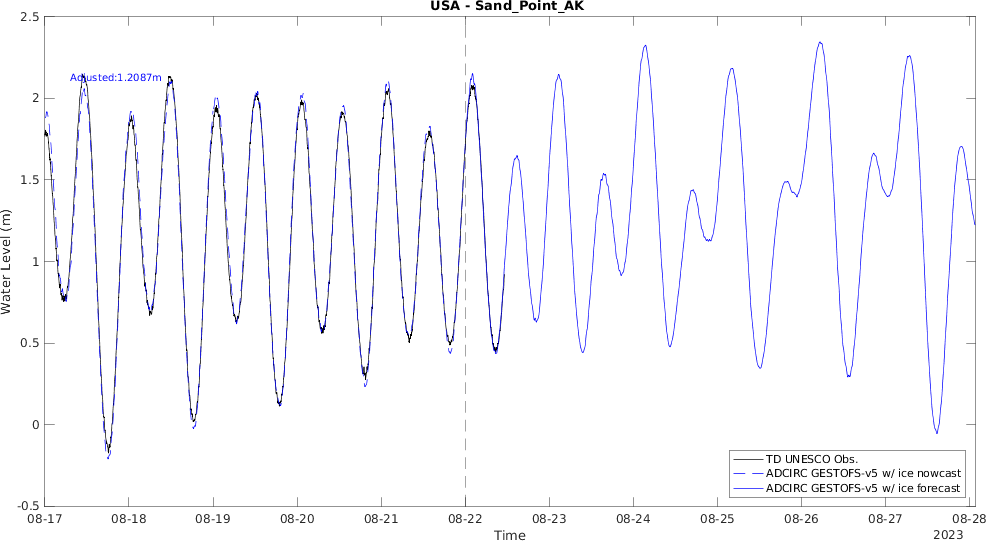 USA - Sand_Point_AK
Adjusted:1.2087m
2.5
2
1.5
1
0.5
0
-0.5
Water Level (m)
08-17
08-18
08-19
08-20
08-21
08-22
08-23
08-24
08-25
08-26
08-27
08-28
Time
2023
TD UNESCO Obs.
ADCIRC GESTOFS-v5 w/ ice nowcast
ADCIRC GESTOFS-v5 w/ ice forecast